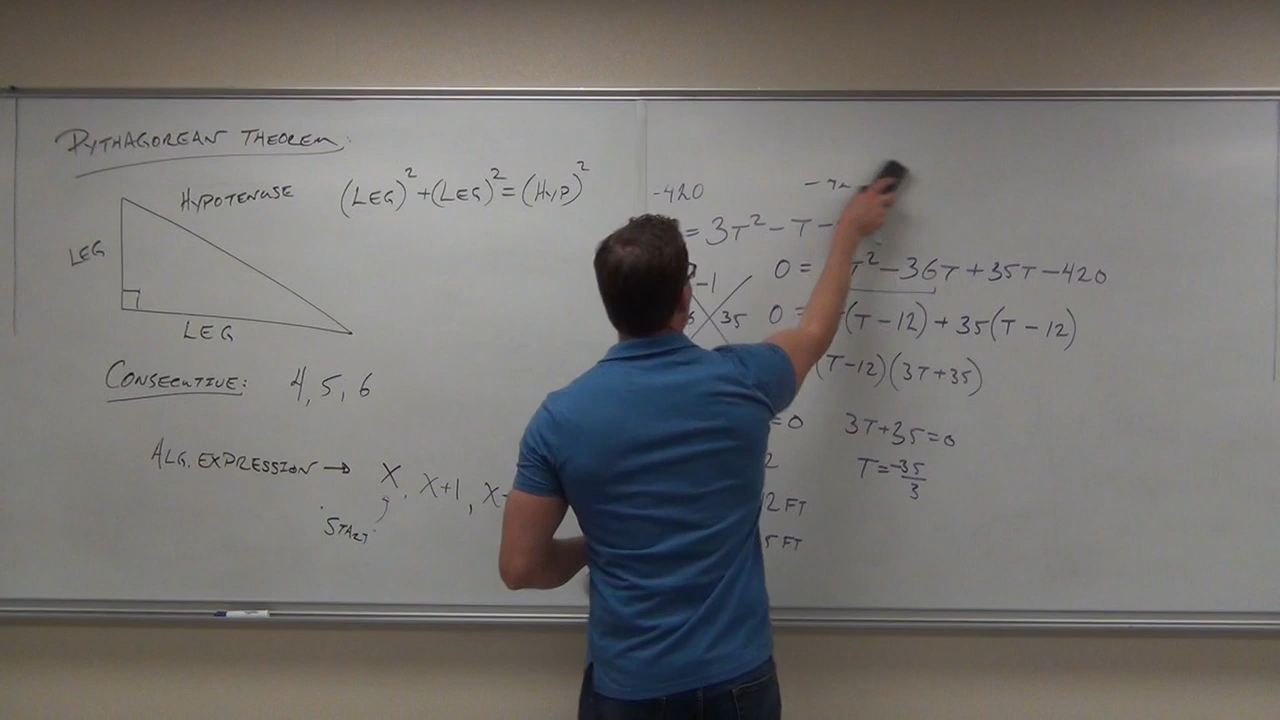 PYTHAGOREAN THEOREM:
HYPOTENUSE
(LEG)² + (LEG)² = (HYP)²
LEG
LEG
CONSECUTIVE: 4, 5, 6
ALG. EXPRESSION → X, X+1, X
"START"
-420
= 3T² - T -
0 = T² - 36T + 35T - 420
-1
35
0 = (T - 12) + 35(T - 12)
(T-12)(3T+35)
=0
3T+35=0
2
T = -35/3
12 FT
5 FT